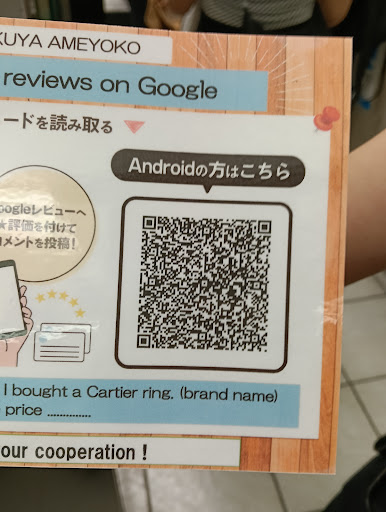 KUYA AMEYOKO
reviews on Google
ードを読み取る
Androidの方はこちら
Googleレビューへ
★評価を付けて
コメントを投稿!
I bought a Cartier ring. (brand name)
price ..............
our cooperation !